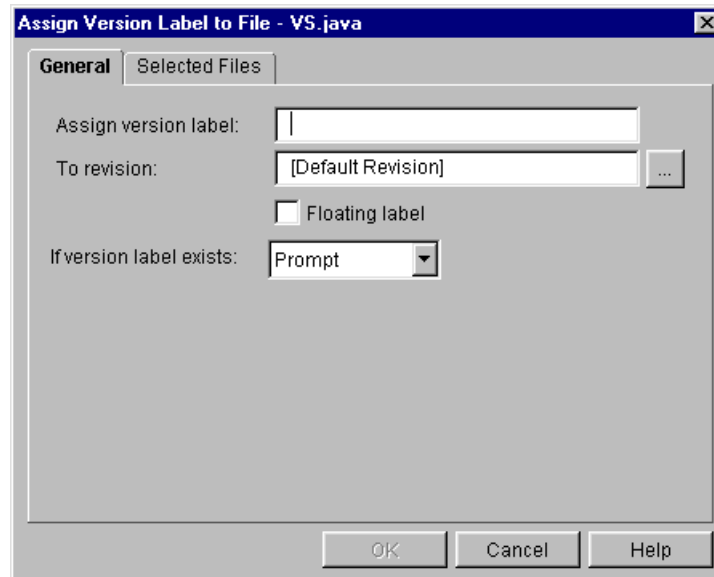 Assign Version Label to File - VS.java
General Selected Files
Assign version label:
To revision: [Default Revision] ...
Floating label
If version label exists: Prompt
OK Cancel Help